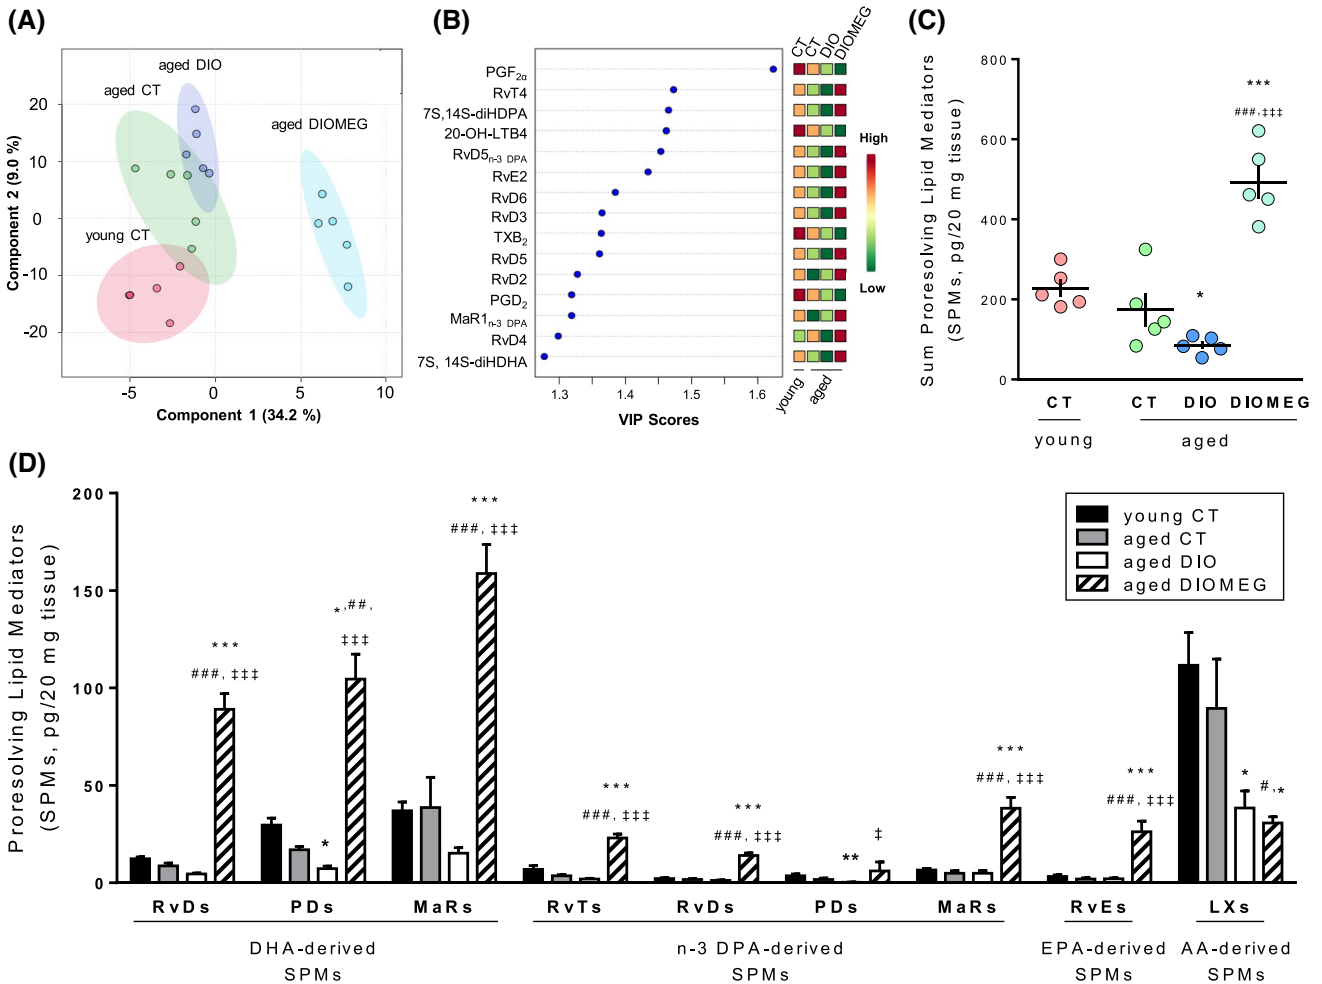 (A)
aged DIO
aged CT
aged DIOMEG
young CT
Component 2 (9.0 %)
20
10
0
-10
-20
-5
0
5
10
Component 1 (34.2 %)
(B)
CT
CT
DIO
DIOMEG
PGF2α
RvT4
7S,14S-diHDPA
20-OH-LTB4
RvD5n-3 DPA
RvE2
RvD6
RvD3
TXB2
RvD5
RvD2
PGD2
MaR1n-3 DPA
RvD4
7S, 14S-diHDHA
1.3
1.4
1.5
1.6
VIP Scores
young
aged
High
Low
(C)
Sum Proresolving Lipid Mediators
(SPMs, pg/20 mg tissue)
800
600
400
200
0
***
###,‡‡‡
*
CT
CT
DIO
DIOMEG
young
aged
(D)
Proresolving Lipid Mediators
(SPMs, pg/20 mg tissue)
200
150
100
50
0
***
###, ‡‡‡
*
*,##,
‡‡‡
***
###, ‡‡‡
***
###, ‡‡‡
***
###, ‡‡‡
**
‡
***
###, ‡‡‡
***
###, ‡‡‡
*
#,*
young CT
aged CT
aged DIO
aged DIOMEG
RvDs
PDs
MaRs
RvTs
RvDs
PDs
MaRs
RvEs
LXs
DHA-derived
SPMs
n-3 DPA-derived
SPMs
EPA-derived
SPMs
AA-derived
SPMs